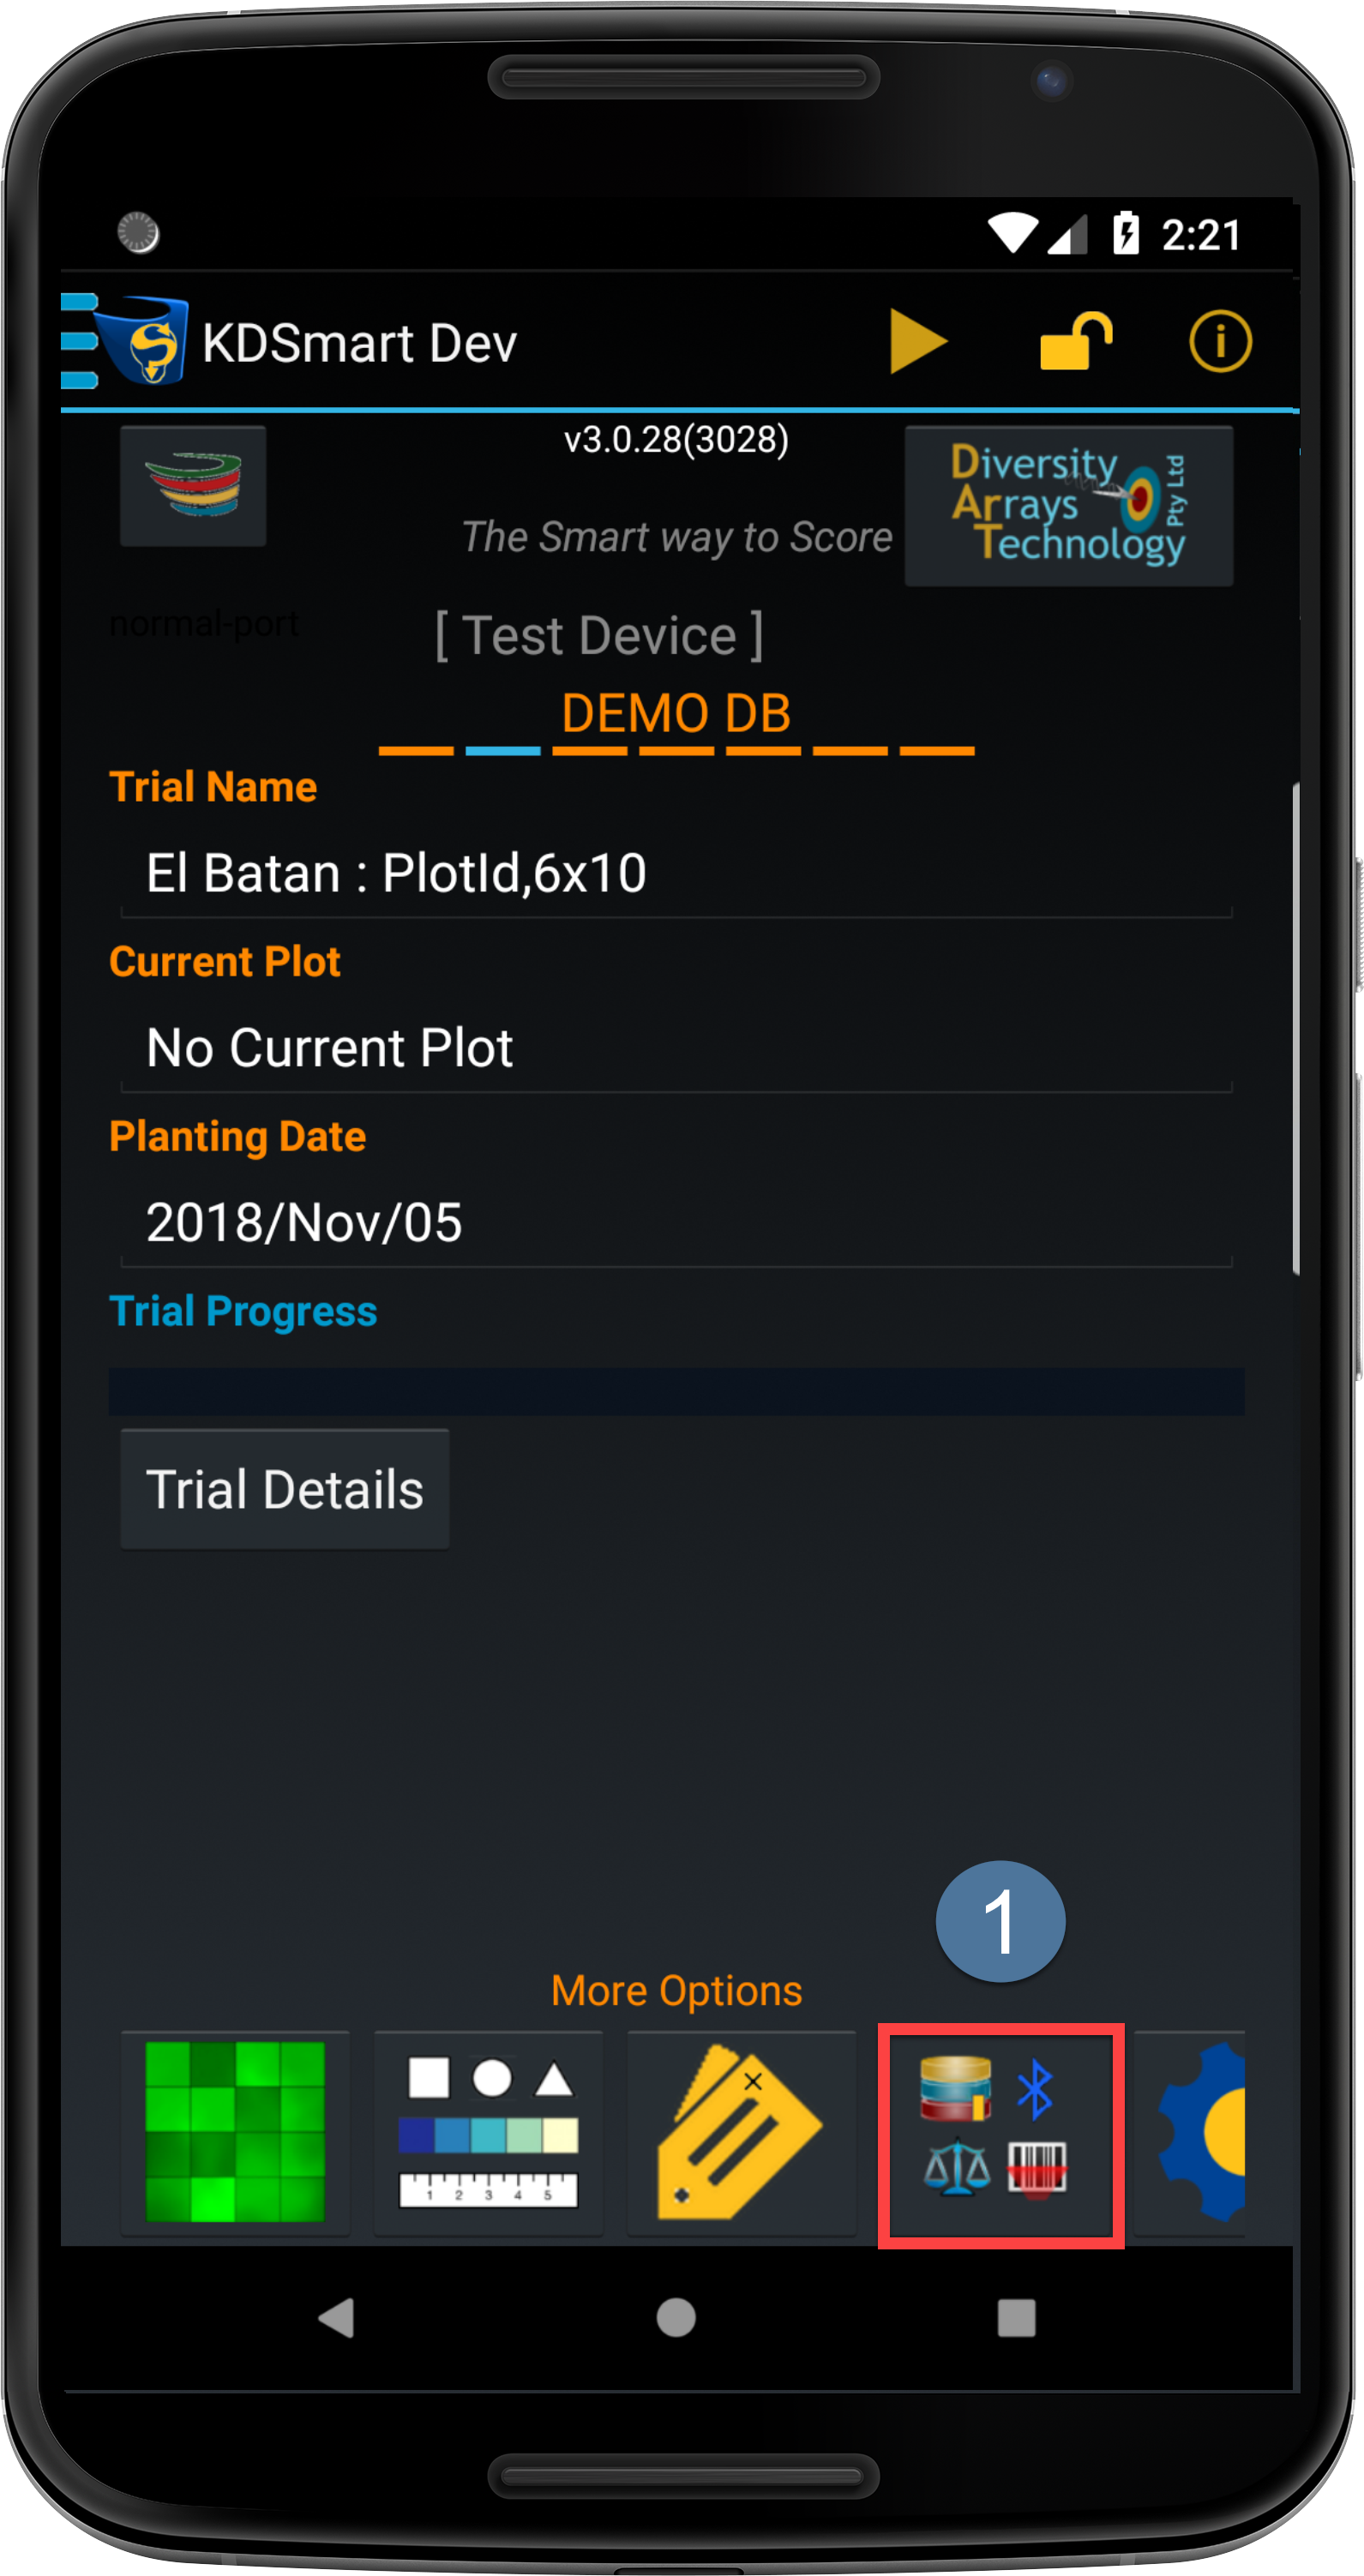 2:21
KDSmart Dev
v3.0.28(3028)
Diversity
Arrays
Technology
Pty Ltd
The Smart way to Score
normal-port
[ Test Device ]
DEMO DB
Trial Name
El Batan : PlotId,6x10
Current Plot
No Current Plot
Planting Date
2018/Nov/05
Trial Progress
Trial Details
1
More Options
1 2 3 4 5